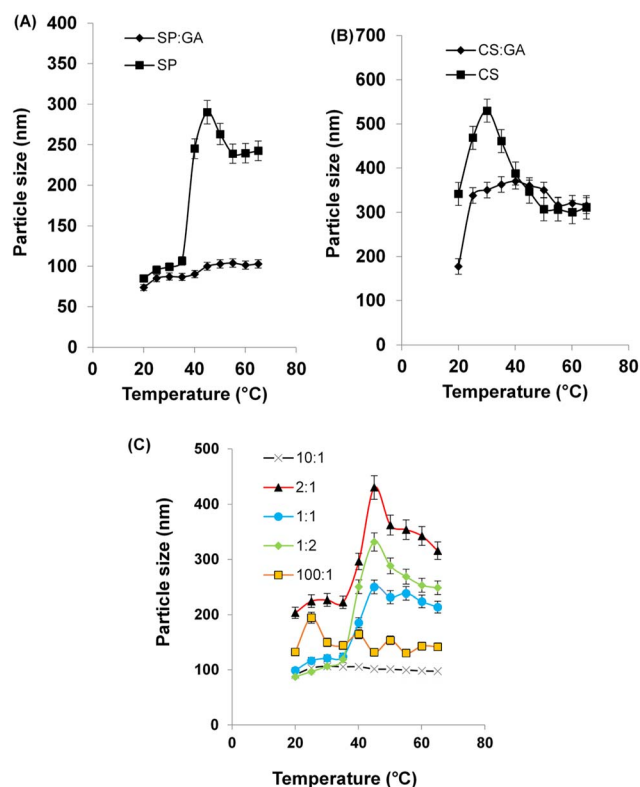 (A)
SP:GA
SP
Particle size (nm)
400
350
300
250
200
150
100
50
0
0 20 40 60 80
Temperature (°C)
(B)
CS:GA
CS
Particle size (nm)
700
600
500
400
300
200
100
0
0 20 40 60 80
Temperature (°C)
(C)
10:1
2:1
1:1
1:2
100:1
Particle size (nm)
500
400
300
200
100
0
0 20 40 60 80
Temperature (°C)